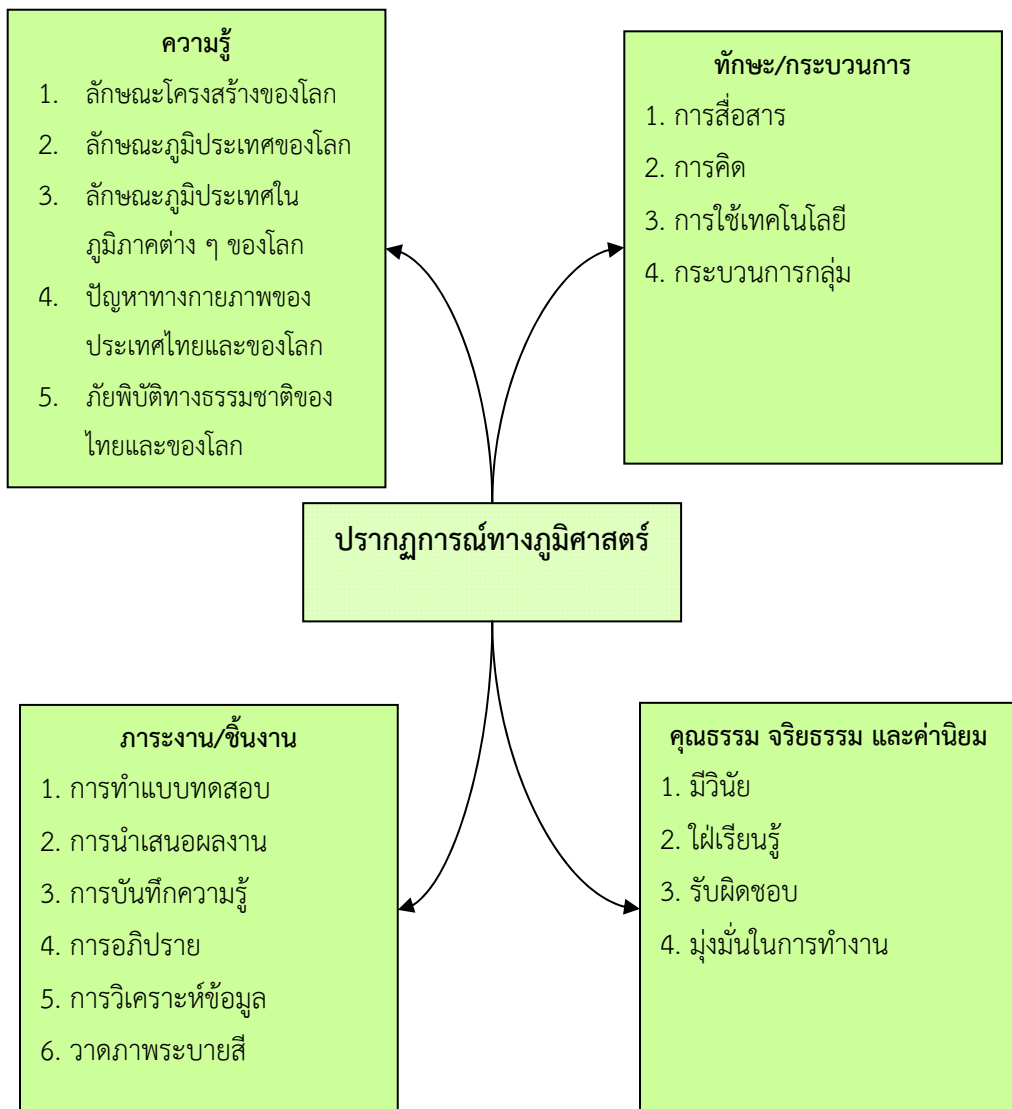 ความรู้
1. ลักษณะโครงสร้างของโลก
2. ลักษณะภูมิประเทศของโลก
3. ลักษณะภูมิประเทศใน
ภูมิภาคต่าง ๆ ของโลก
4. ปัญหาทางกายภาพของ
ประเทศไทยและของโลก
5. ภัยพิบัติทางธรรมชาติของ
ไทยและของโลก
ทักษะ/กระบวนการ
1. การสื่อสาร
2. การคิด
3. การใช้เทคโนโลยี
4. กระบวนการกลุ่ม
ปรากฏการณ์ทางภูมิศาสตร์
ภาระงาน/ชิ้นงาน
1. การทำแบบทดสอบ
2. การนำเสนอผลงาน
3. การบันทึกความรู้
4. การอภิปราย
5. การวิเคราะห์ข้อมูล
6. วาดภาพระบายสี
คุณธรรม จริยธรรม และค่านิยม
1. มีวินัย
2. ใฝ่เรียนรู้
3. รับผิดชอบ
4. มุ่งมั่นในการทำงาน